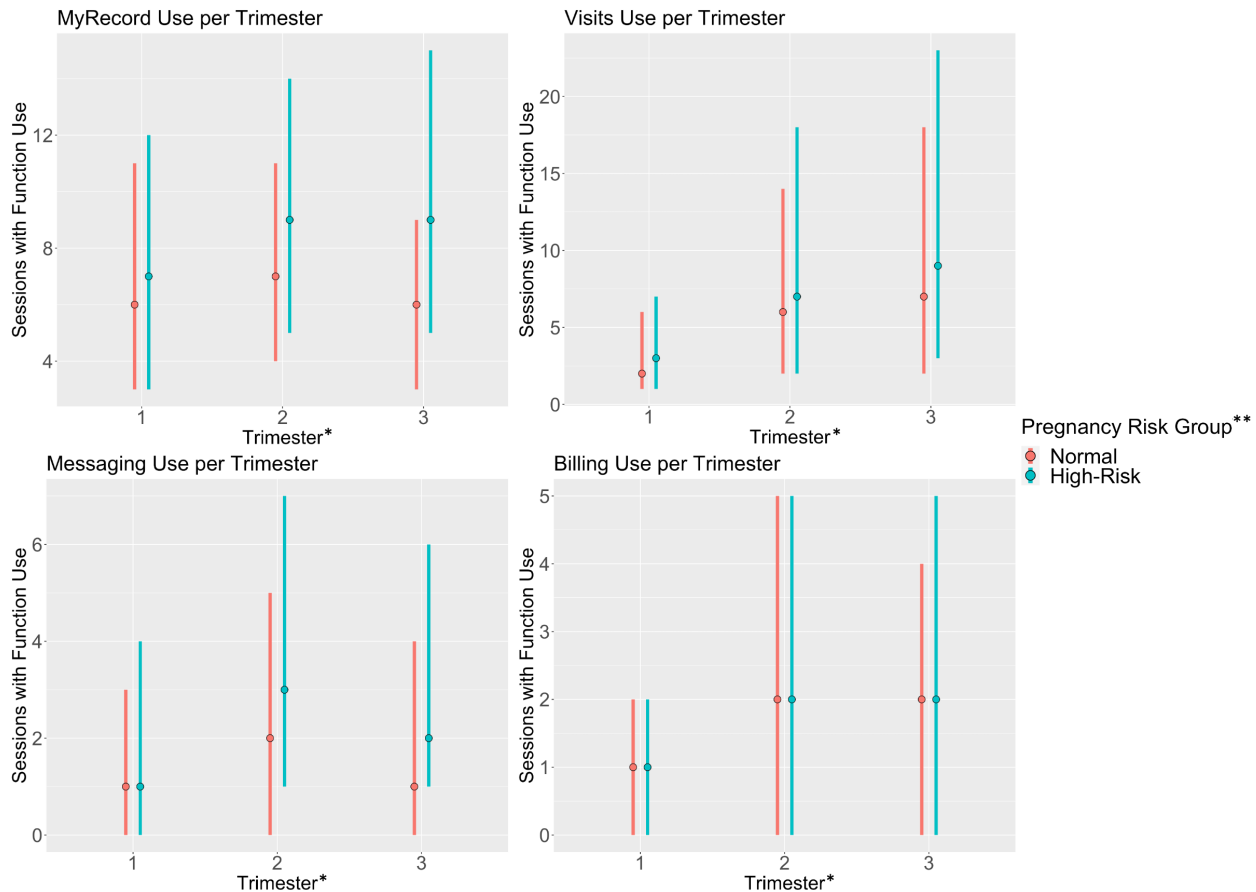 MyRecord Use per Trimester
Sessions with Function Use
12
8
4
1 2 3
Trimester*
Visits Use per Trimester
Sessions with Function Use
20
15
10
5
0
1 2 3
Trimester*
Messaging Use per Trimester
Sessions with Function Use
6
4
2
0
1 2 3
Trimester*
Billing Use per Trimester
Sessions with Function Use
5
4
3
2
1
0
1 2 3
Trimester*
Pregnancy Risk Group**
Normal
High-Risk